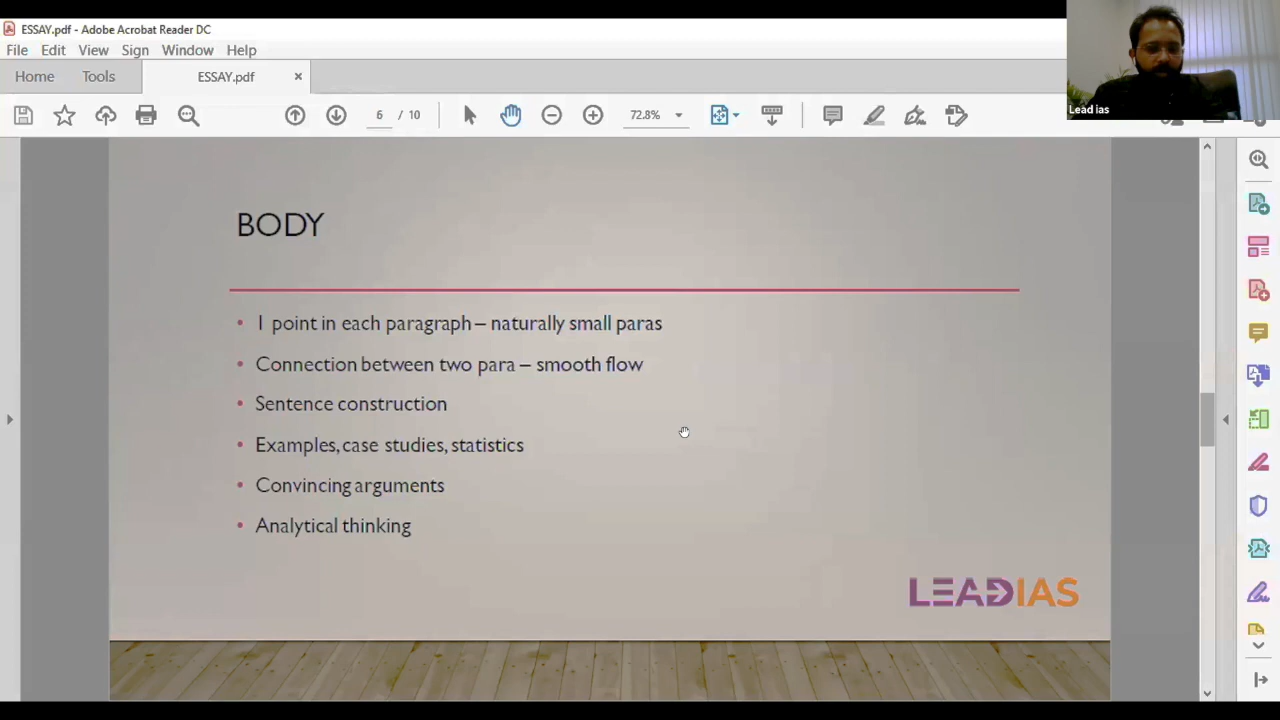 ESSAY.pdf - Adobe Acrobat Reader DC
File Edit View Sign Window Help
Home Tools ESSAY.pdf ×
6 / 10 72.8%
Lead ias
BODY
• 1 point in each paragraph – naturally small paras
• Connection between two para – smooth flow
• Sentence construction
• Examples, case studies, statistics
• Convincing arguments
• Analytical thinking
LEADIAS